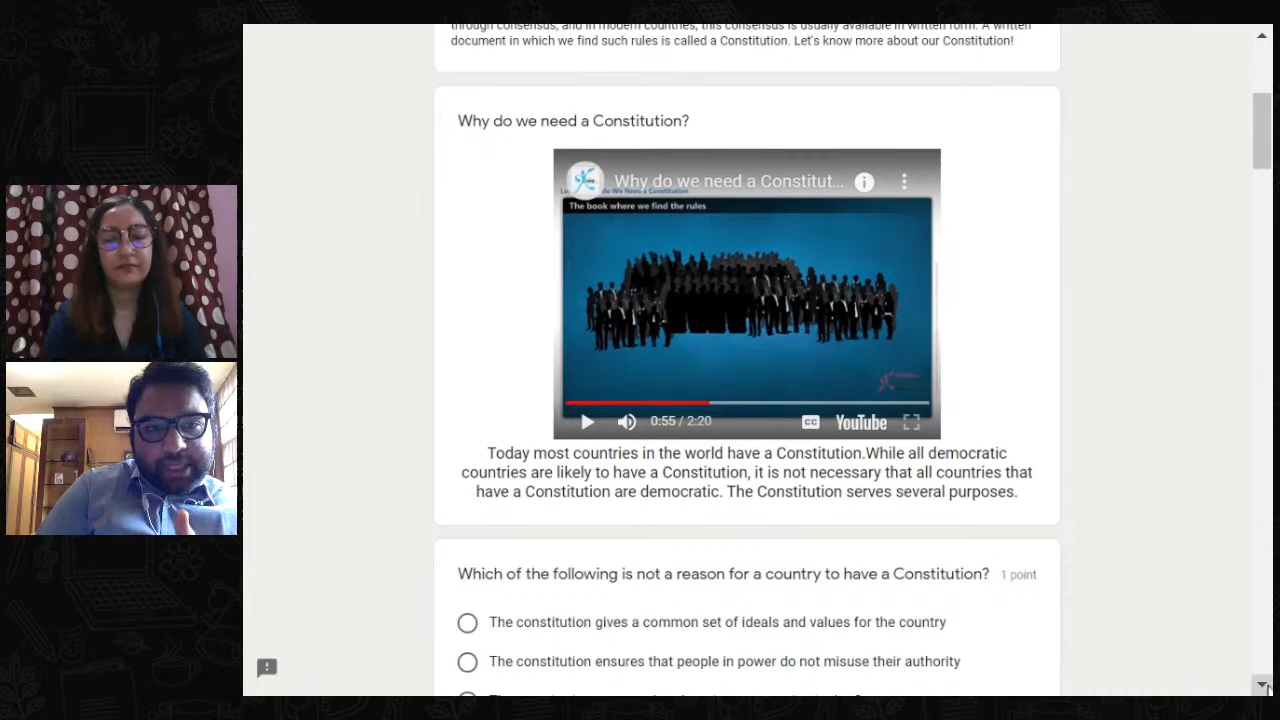 through consensus, and in modern countries, this consensus is usually available in written form. A written
document in which we find such rules is called a Constitution. Let's know more about our Constitution!
Why do we need a Constitution?
Why do we need a Constitut...
do We Need a Constitution
The book where we find the rules
0:55 / 2:20
CC
YouTube
Today most countries in the world have a Constitution.While all democratic
countries are likely to have a Constitution, it is not necessary that all countries that
have a Constitution are democratic. The Constitution serves several purposes.
Which of the following is not a reason for a country to have a Constitution?
1 point
The constitution gives a common set of ideals and values for the country
The constitution ensures that people in power do not misuse their authority